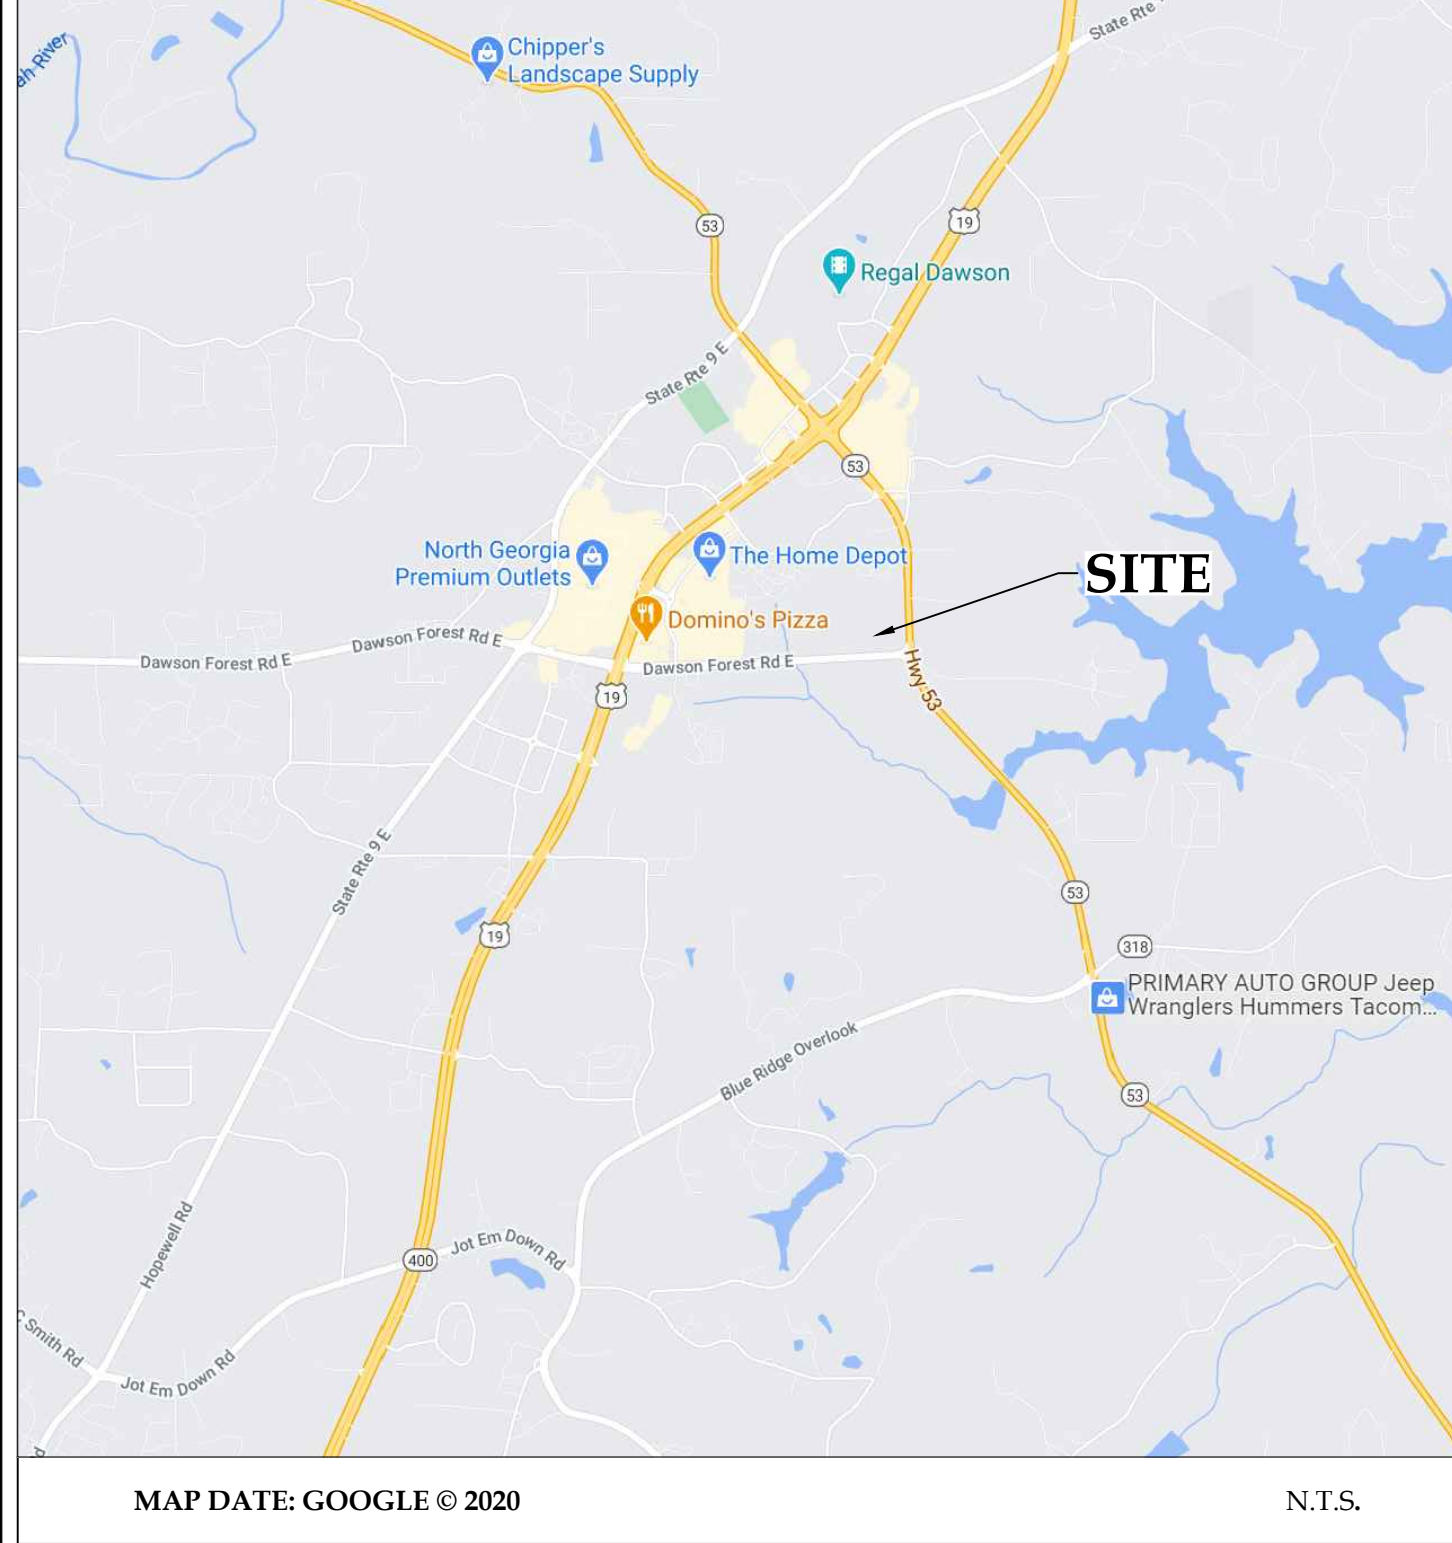 State Rte
ah River
Chipper's
Landscape Supply
19
53
Regal Dawson
State Rte 9 E
53
North Georgia
Premium Outlets
The Home Depot
SITE
Domino's Pizza
Dawson Forest Rd E
Dawson Forest Rd E
Dawson Forest Rd E
Hwy 53
19
State Rte 9 E
53
19
318
PRIMARY AUTO GROUP Jeep
Wranglers Hummers Tacom...
Blue Ridge Overlook
53
Hopewell Rd
Jot Em Down Rd
400
Smith Rd
Jot Em Down Rd
MAP DATE: GOOGLE © 2020
N.T.S.